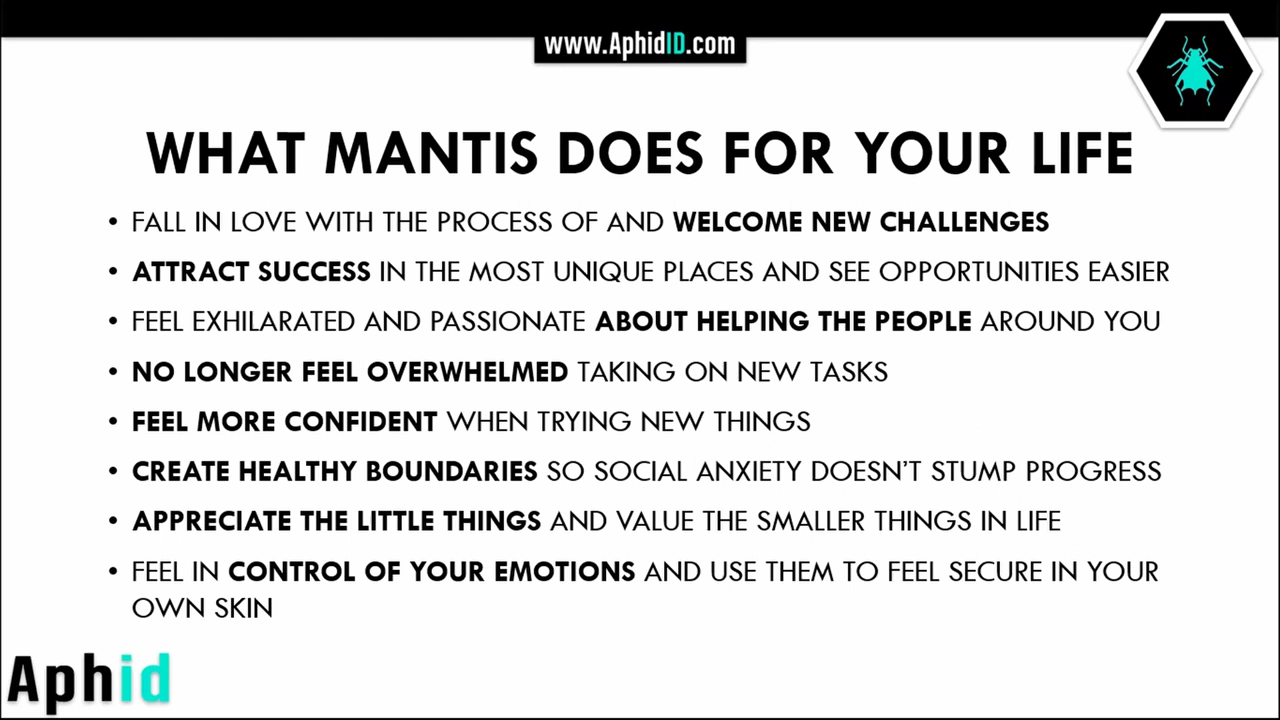 www.AphidID.com
WHAT MANTIS DOES FOR YOUR LIFE
• FALL IN LOVE WITH THE PROCESS OF AND WELCOME NEW CHALLENGES
• ATTRACT SUCCESS IN THE MOST UNIQUE PLACES AND SEE OPPORTUNITIES EASIER
• FEEL EXHILARATED AND PASSIONATE ABOUT HELPING THE PEOPLE AROUND YOU
• NO LONGER FEEL OVERWHELMED TAKING ON NEW TASKS
• FEEL MORE CONFIDENT WHEN TRYING NEW THINGS
• CREATE HEALTHY BOUNDARIES SO SOCIAL ANXIETY DOESN’T STUMP PROGRESS
• APPRECIATE THE LITTLE THINGS AND VALUE THE SMALLER THINGS IN LIFE
• FEEL IN CONTROL OF YOUR EMOTIONS AND USE THEM TO FEEL SECURE IN YOUR
OWN SKIN
Aphid